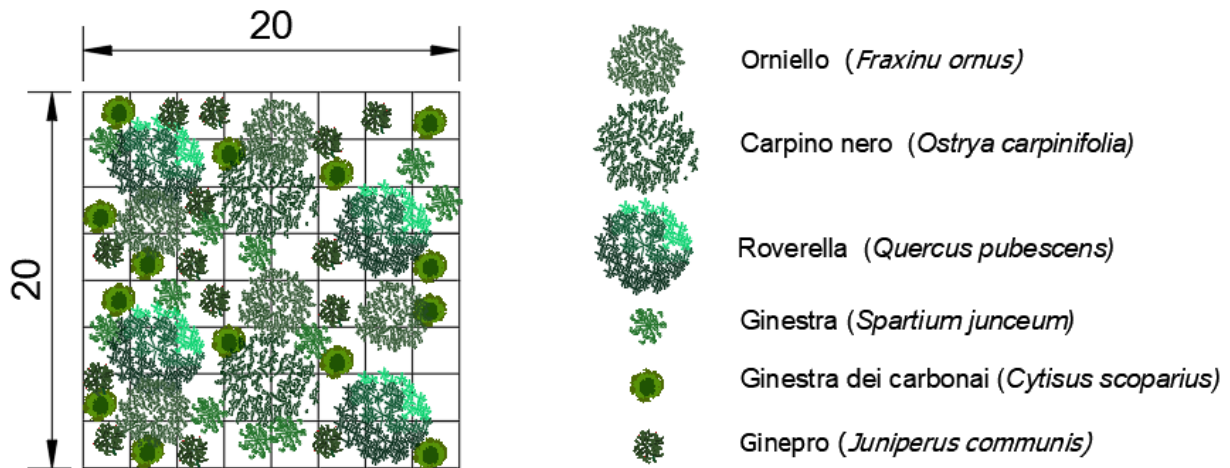 20
20
Orniello (Fraxinu ornus)
Carpino nero (Ostrya carpinifolia)
Roverella (Quercus pubescens)
Ginestra (Spartium junceum)
Ginestra dei carbonai (Cytisus scoparius)
Ginepro (Juniperus communis)